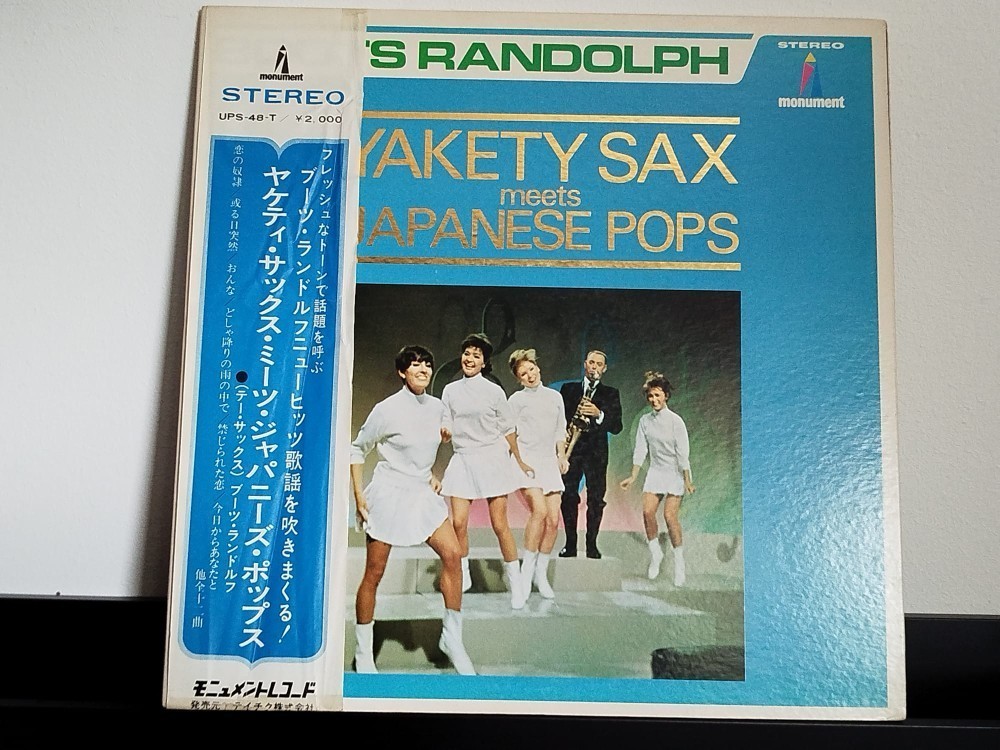 monument
STEREO
UPS-48-T / ¥2,000
フレッシュなトーンで話題を呼ぶ
ブーツ・ランドルフニューヒッツ歌謡を吹きまくる!
ヤケティ・サックス・ミーツ・ジャパニーズ・ポップス
●(テナー・サックス)ブーツ・ランドルフ
恋の奴隷/或る日突然/おんな/どしゃ降りの雨の中で/禁じられた恋/今日からあなたと
他全十二曲
モニュメントレコード
発売元 テイチク株式会社
TS RANDOLPH
STEREO
monument
YAKETY SAX
meets
JAPANESE POPS